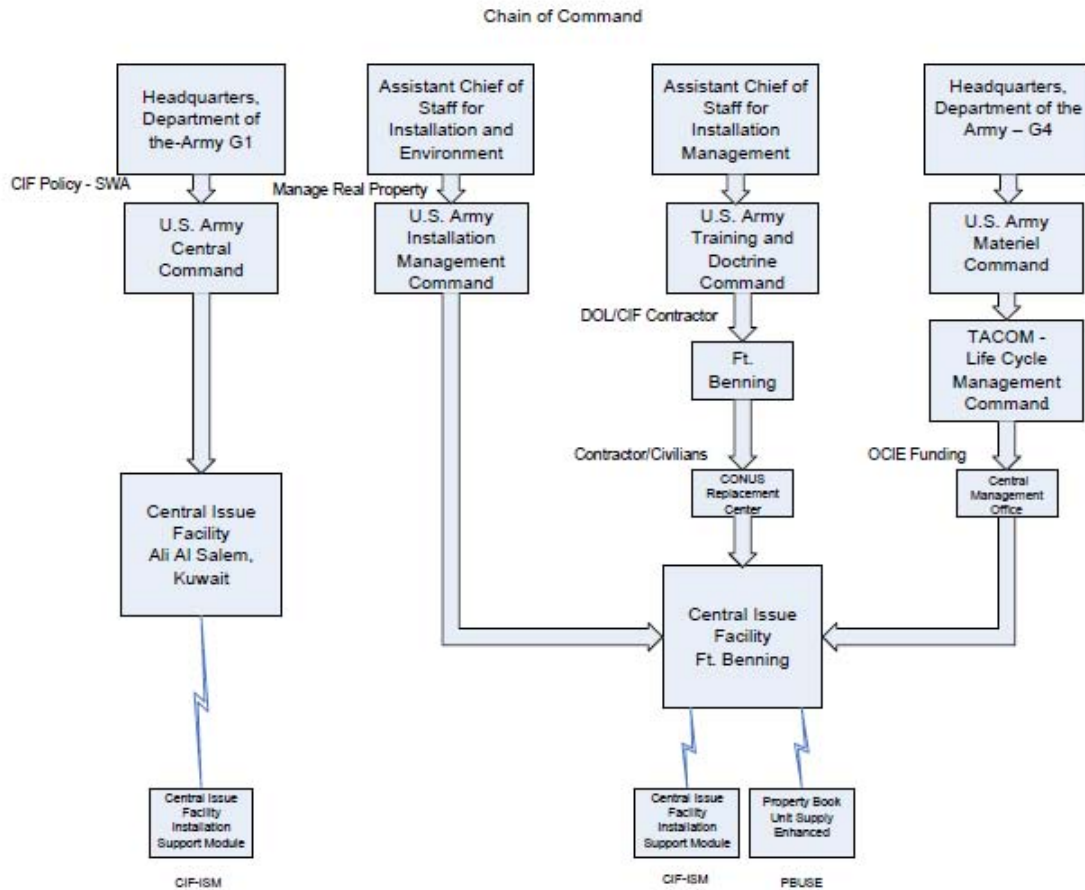 Chain of Command
Headquarters,
Department of
the-Army G1
Assistant Chief of
Staff for
Installation and
Environment
Assistant Chief of
Staff for
Installation
Management
Headquarters,
Department of the
Army – G4
CIF Policy - SWA
Manage Real Property
U.S. Army
Central
Command
U.S. Army
Installation
Management
Command
U.S. Army
Training and
Doctrine
Command
U.S. Army
Materiel
Command
DOL/CIF Contractor
Ft.
Benning
TACOM -
Life Cycle
Management
Command
Contractor/Civilians
OCIE Funding
CONUS
Replacement
Center
Central
Management
Office
Central Issue
Facility
Ali Al Salem,
Kuwait
Central Issue
Facility
Ft. Benning
Central Issue
Facility
Installation
Support Module
Central Issue
Facility
Installation
Support Module
Property Book
Unit Supply
Enhanced
CIF-ISM
CIF-ISM
PBUSE